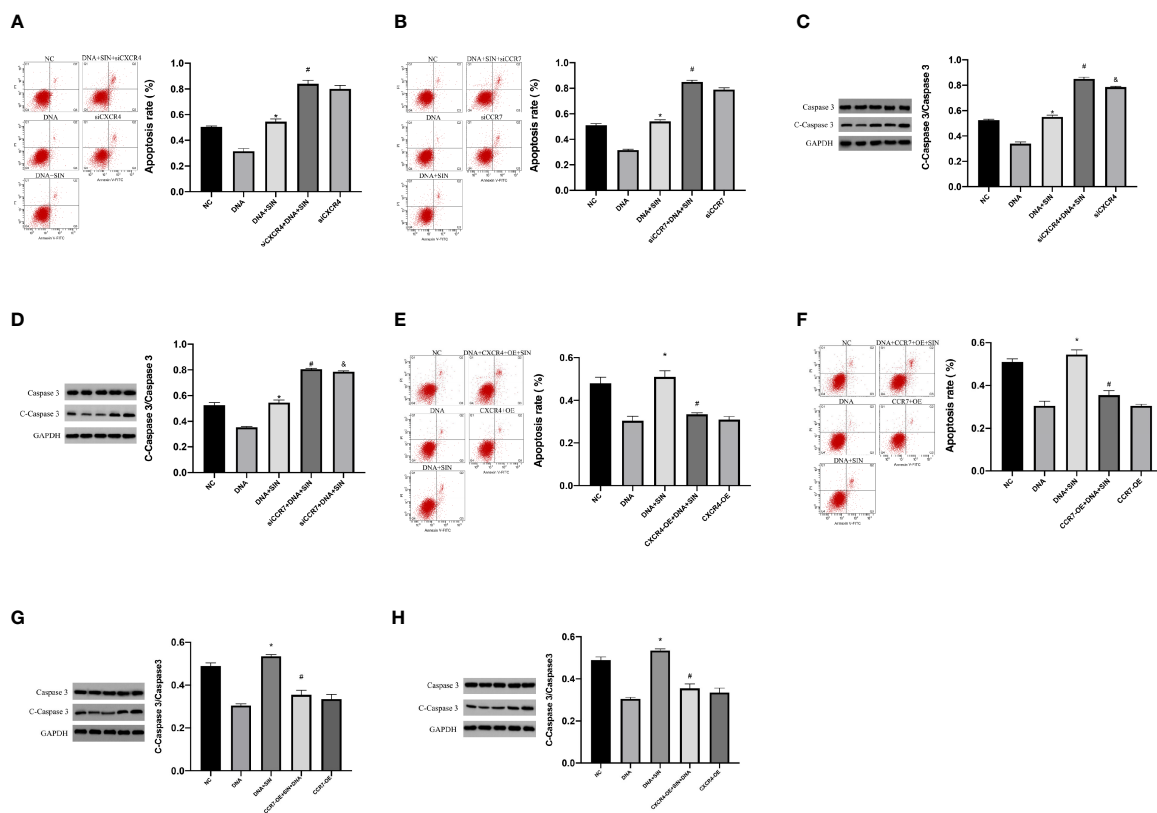 A
NC
DNA+SIN+siCXCR4
DNA
siCXCR4
DNA+SIN
PI
Annexin V-FITC
Apoptosis rate ( %)
1.0
0.8
0.6
0.4
0.2
0.0
*
#
NC
DNA
DNA+SIN
siCXCR4+DNA+SIN
siCXCR4
B
NC
DNA+SIN+siCCR7
DNA
siCCR7
DNA+SIN
PI
Annexin V-FITC
Apoptosis rate ( %)
1.0
0.8
0.6
0.4
0.2
0.0
*
#
NC
DNA
DNA+SIN
siCCR7+DNA+SIN
siCCR7
C
Caspase 3
C-Caspase 3
GAPDH
C-Caspase 3/Caspase 3
1.0
0.8
0.6
0.4
0.2
0.0
*
#
&
NC
DNA
DNA+SIN
siCXCR4+DNA+SIN
siCXCR4
D
Caspase 3
C-Caspase 3
GAPDH
C-Caspase 3/Caspase 3
1.0
0.8
0.6
0.4
0.2
0.0
*
#
&
NC
DNA
DNA+SIN
siCCR7+DNA+SIN
siCCR7+DNA+SIN
E
NC
DNA+CXCR4-OE+SIN
DNA
CXCR4+OE
DNA+SIN
PI
Annexin V-FITC
Apoptosis rate ( %)
0.8
0.6
0.4
0.2
0.0
*
#
NC
DNA
DNA+SIN
CXCR4-OE+DNA+SIN
CXCR4-OE
F
NC
DNA+CCR7+OE+SIN
DNA
CCR7+OE
DNA+SIN
PI
Annexin V-FITC
Apoptosis rate ( %)
0.6
0.4
0.2
0.0
*
#
NC
DNA
DNA+SIN
CCR7-OE+DNA+SIN
CCR7-OE
G
Caspase 3
C-Caspase 3
GAPDH
C-Caspase 3/Caspase3
0.6
0.4
0.2
0.0
*
#
NC
DNA
DNA+SIN
CCR7-OE+SIN+DNA
CCR7-OE
H
Caspase 3
C-Caspase 3
GAPDH
C-Caspase 3/Caspase 3
0.6
0.4
0.2
0.0
*
#
NC
DNA
DNA+SIN
CXCR4-OE+SIN+DNA
CXCR4-OE